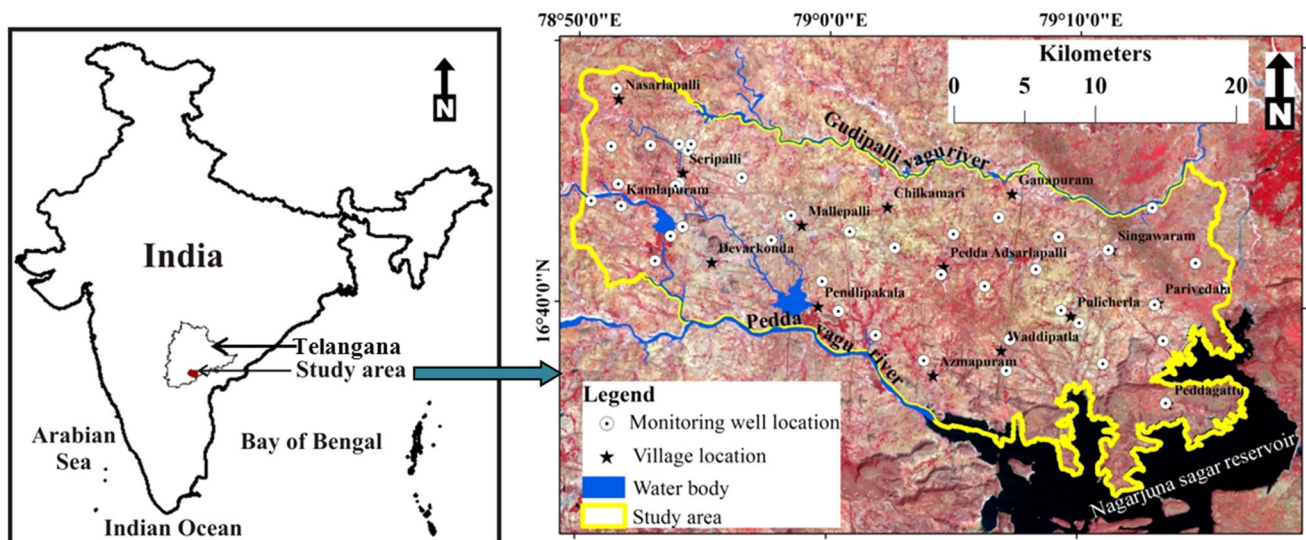 N
India
Telangana
Study area
Arabian
Sea
Bay of Bengal
Indian Ocean
78°50'0"E
79°0'0"E
79°10'0"E
16°40'0"N
Kilometers
0 5 10 20
N
Nasarlapalli
Gudipalli vagu river
Seripalli
Kamlapuram
Chilkamari
Ganapuram
Mallepalli
Devarkonda
Pedda Adsarlapalli
Singawaram
Pendlipakala
Pulicherla
Parivedala
Pedda vagu river
Waddipatla
Azmapuram
Peddagattu
Nagarjuna sagar reservoir
Legend
Monitoring well location
Village location
Water body
Study area